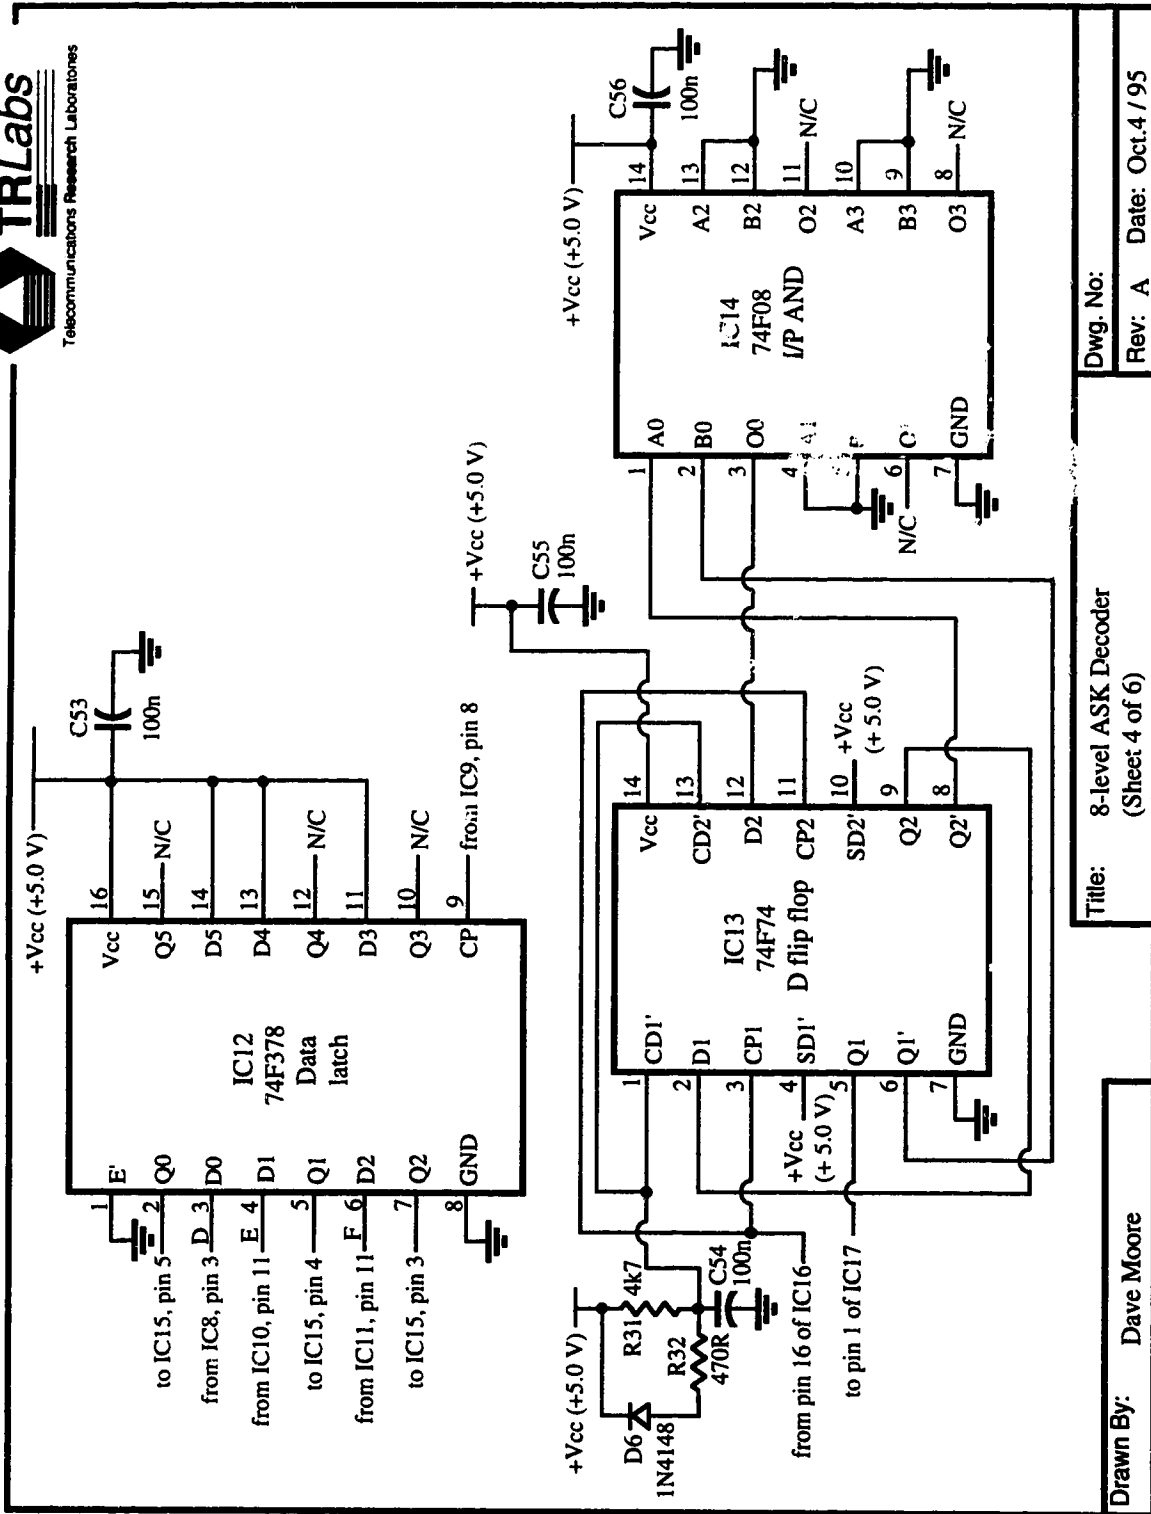 TRLabs
Telecommunications Research Laboratories
+Vcc (+5.0 V)
C53
100n
IC12
74F378
Data
latch
1 E'
2 Q0
D 3 D0
E 4 D1
5 Q1
F 6 D2
7 Q2
8 GND
to IC15, pin 5
from IC8, pin 3
from IC10, pin 11
to IC15, pin 4
from IC11, pin 11
to IC15, pin 3
Vcc 16
Q5 15 N/C
D5 14
D4 13
Q4 12 N/C
D3 11
Q3 10 N/C
CP 9 from IC9, pin 8
+Vcc (+5.0 V)
C55
100n
+Vcc (+5.0 V)
R31 4k7
R32
470R
D6
1N4148
C54
100n
from pin 16 of IC16
to pin 1 of IC17
+Vcc
(+ 5.0 V)
IC13
74F74
D flip flop
1 CD1'
2 D1
3 CP1
4 SD1'
5 Q1
6 Q1'
7 GND
Vcc 14
CD2' 13
D2 12
CP2 11
SD2' 10
Q2 9
Q2' 8
+Vcc
(+ 5.0 V)
+Vcc (+5.0 V)
C56
100n
IC14
74F08
I/P AND
1 A0
2 B0
3 O0
4 A1
6
7 GND
N/C
Vcc 14
A2 13
B2 12
O2 11 N/C
A3 10
B3 9
O3 8 N/C
Drawn By: Dave Moore
Title: 8-level ASK Decoder
(Sheet 4 of 6)
Dwg. No:
Rev: A Date: Oct.4 / 95